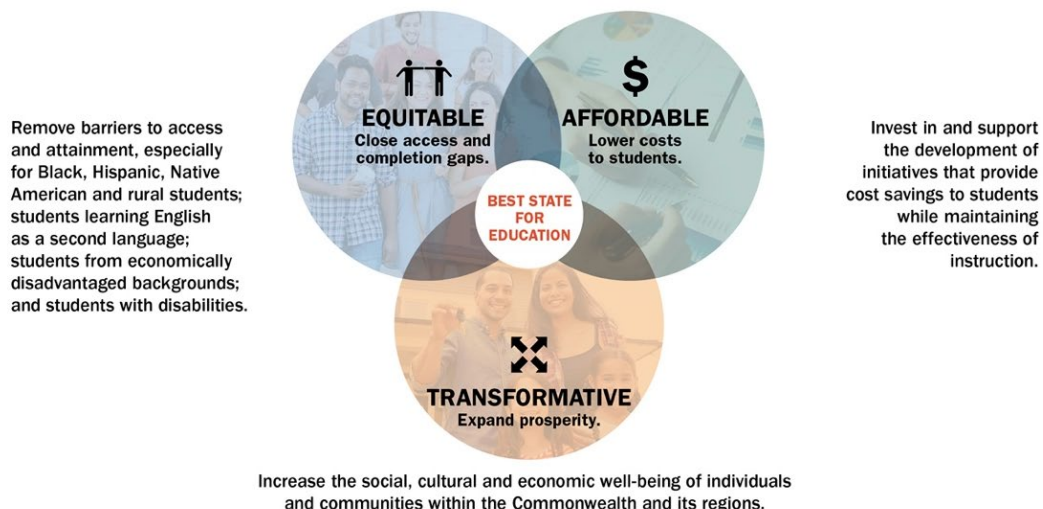 EQUITABLE
Close access and
completion gaps.
$
AFFORDABLE
Lower costs
to students.
Remove barriers to access
and attainment, especially
for Black, Hispanic, Native
American and rural students;
students learning English
as a second language;
students from economically
disadvantaged backgrounds;
and students with disabilities.
BEST STATE
FOR
EDUCATION
Invest in and support
the development of
initiatives that provide
cost savings to students
while maintaining
the effectiveness of
instruction.
TRANSFORMATIVE
Expand prosperity.
Increase the social, cultural and economic well-being of individuals
and communities within the Commonwealth and its regions.